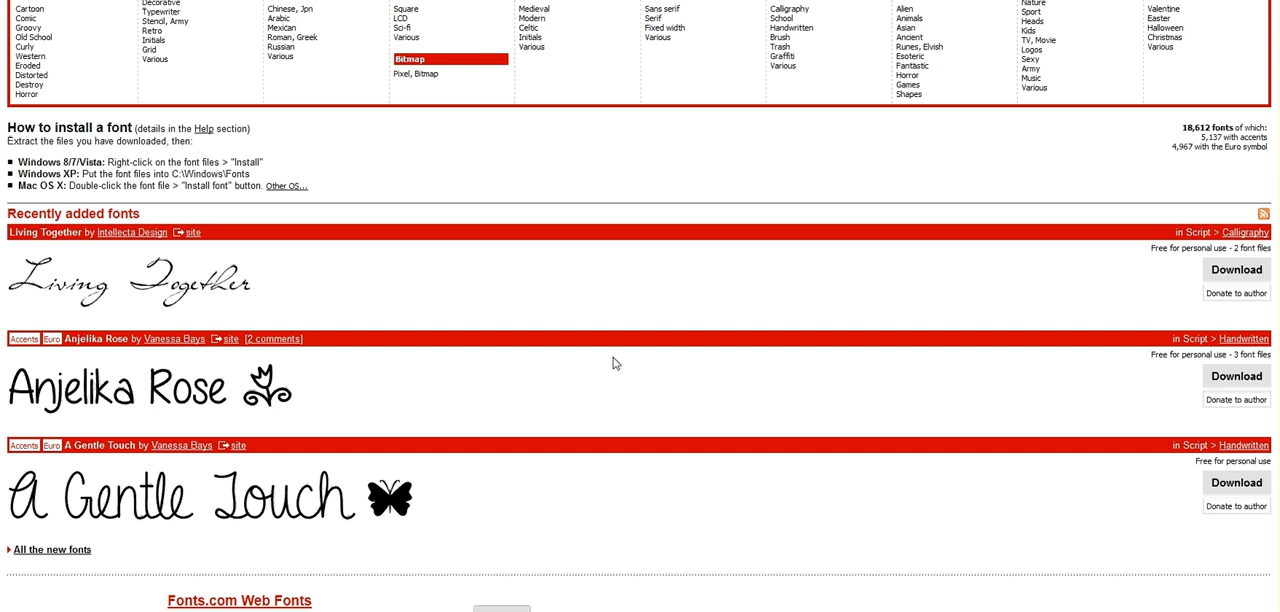 Cartoon
Comic
Groovy
Old School
Curly
Western
Eroded
Distorted
Destroy
Horror
Decorative
Typewriter
Stencil, Army
Retro
Initials
Grid
Various
Chinese, Jpn
Arabic
Mexican
Roman, Greek
Russian
Various
Square
LCD
Sci-fi
Various
Bitmap
Pixel, Bitmap
Medieval
Modern
Celtic
Initials
Various
Sans serif
Serif
Fixed width
Various
Calligraphy
School
Handwritten
Brush
Trash
Graffiti
Various
Alien
Animals
Asian
Ancient
Runes, Elvish
Esoteric
Fantastic
Horror
Games
Shapes
Nature
Sport
Heads
Kids
TV, Movie
Logos
Sexy
Army
Music
Various
Valentine
Easter
Halloween
Christmas
Various
How to install a font (details in the Help section)
Extract the files you have downloaded, then:
Windows 8/7/Vista: Right-click on the font files > "Install"
Windows XP: Put the font files into C:\Windows\Fonts
Mac OS X: Double-click the font file > "Install font" button. Other OS...
18,612 fonts of which:
5,137 with accents
4,967 with the Euro symbol
Recently added fonts
Living Together by Intellecta Design site in Script > Calligraphy
Free for personal use - 2 font files
Living Together
Download
Donate to author
Accents Euro Anjelika Rose by Vanessa Bays site [2 comments] in Script > Handwritten
Free for personal use - 3 font files
Anjelika Rose
Download
Donate to author
Accents Euro A Gentle Touch by Vanessa Bays site in Script > Handwritten
Free for personal use
A Gentle Touch
Download
Donate to author
All the new fonts
Fonts.com Web Fonts